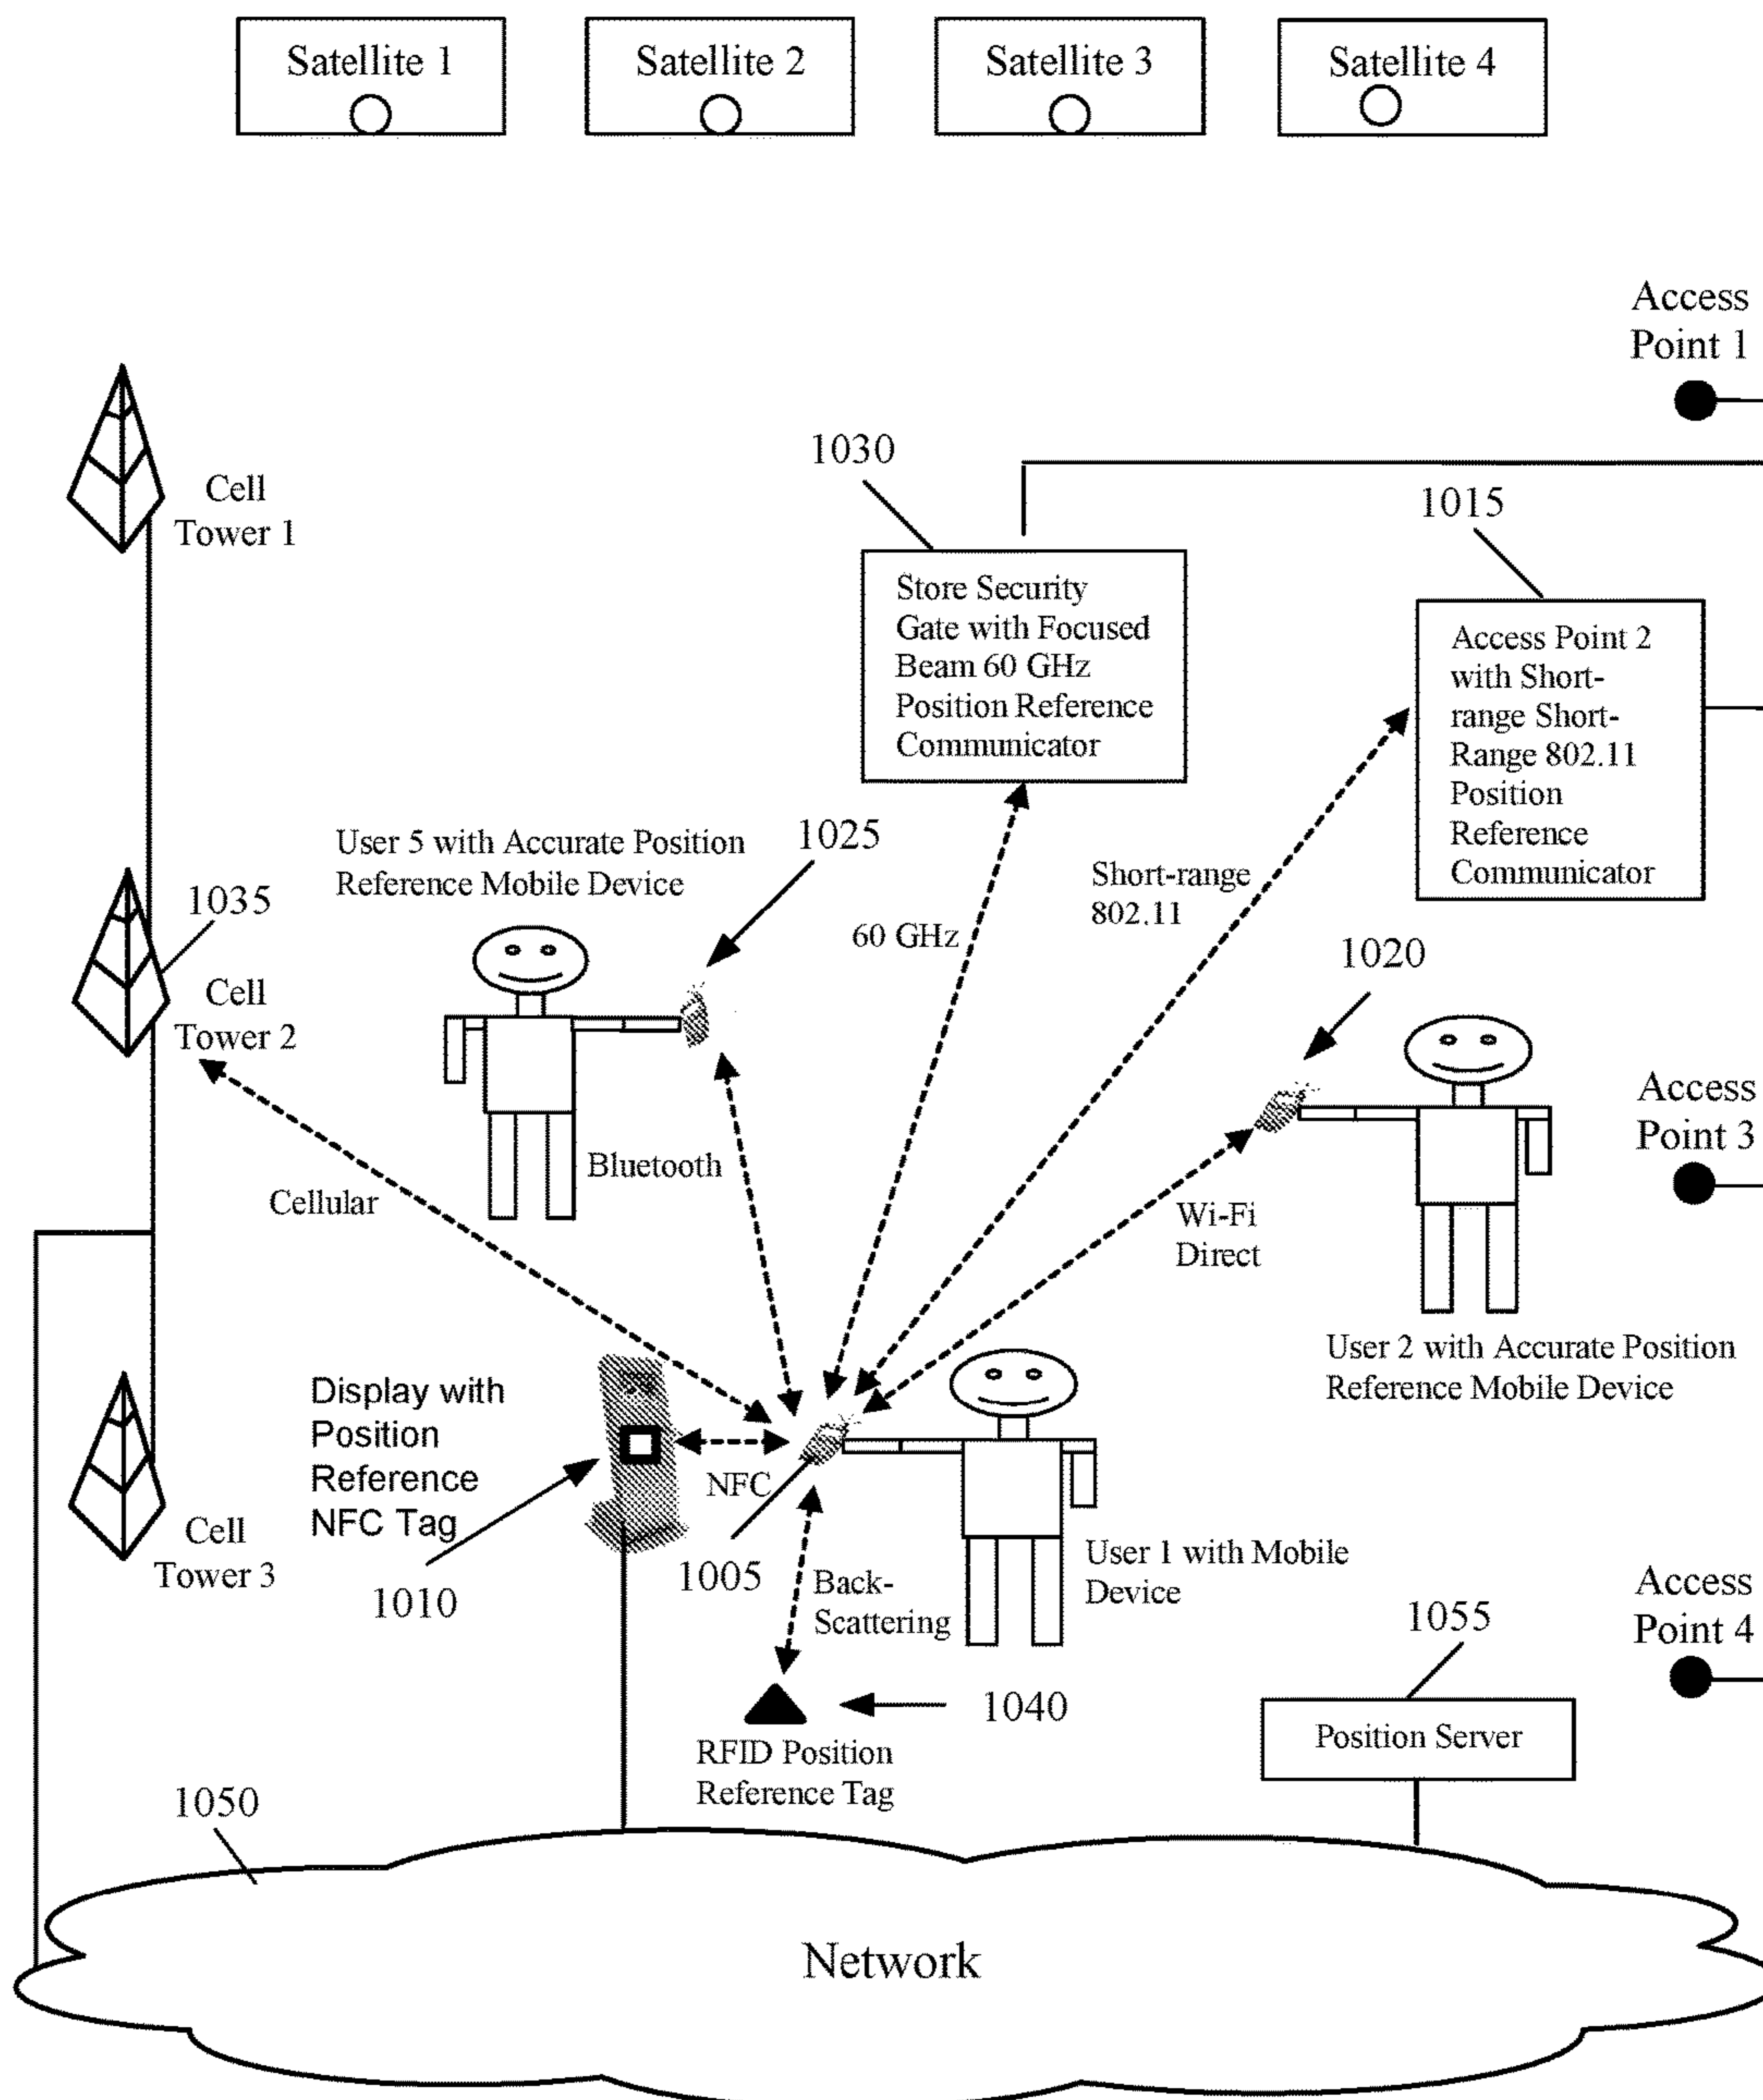 Satellite 1
Satellite 2
Satellite 3
Satellite 4
Access
Point 1
1030
Cell
Tower 1
1015
Store Security
Gate with Focused
Beam 60 GHz
Position Reference
Communicator
Access Point 2
with Short-
range Short-
Range 802.11
Position
Reference
Communicator
User 5 with Accurate Position
Reference Mobile Device
1025
Short-range
802.11
1035
60 GHz
1020
Cell
Tower 2
Access
Point 3
Bluetooth
Cellular
Wi-Fi
Direct
User 2 with Accurate Position
Reference Mobile Device
Display with
Position
Reference
NFC Tag
NFC
Cell
Tower 3
1010
1005
User 1 with Mobile
Device
Back-
Scattering
Access
Point 4
1055
1040
Position Server
RFID Position
Reference Tag
1050
Network